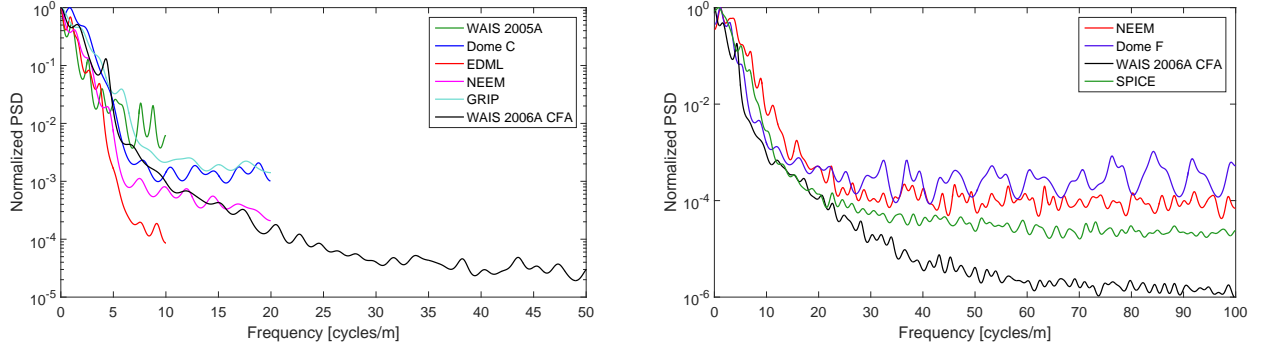 10^0
10^-1
10^-2
10^-3
10^-4
10^-5
Normalized PSD
0 5 10 15 20 25 30 35 40 45 50
Frequency [cycles/m]
WAIS 2005A
Dome C
EDML
NEEM
GRIP
WAIS 2006A CFA
10^0
10^-2
10^-4
10^-6
Normalized PSD
0 10 20 30 40 50 60 70 80 90 100
Frequency [cycles/m]
NEEM
Dome F
WAIS 2006A CFA
SPICE